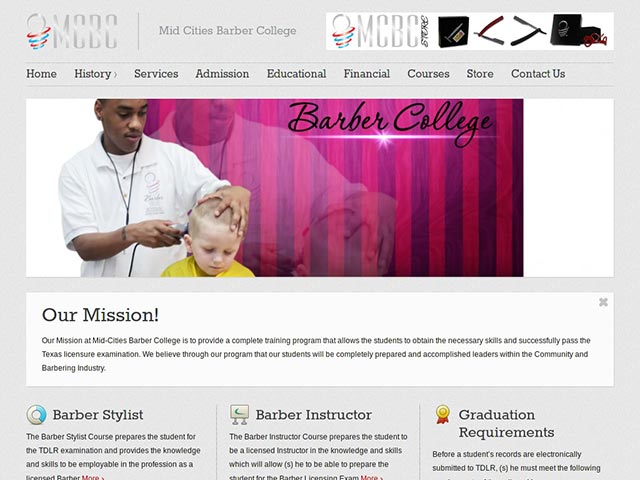 MCBC
Mid Cities Barber College
MCBC STORE
Home
History ›
Services
Admission
Educational
Financial
Courses
Store
Contact Us
Barber College
Our Mission!
Our Mission at Mid-Cities Barber College is to provide a complete training program that allows the students to obtain the necessary skills and successfully pass the
Texas licensure examination. We believe through our program that our students will be completely prepared and accomplished leaders within the Community and
Barbering Industry.
Barber Stylist
The Barber Stylist Course prepares the student for
the TDLR examination and provides the knowledge
and skills to be employable in the profession as a
licensed Barber More ›
Barber Instructor
The Barber Instructor Course prepares the student to
be a licensed Instructor in the knowledge and skills
which will allow (s) he to be able to prepare the
student for the Barber Licensing Exam More ›
Graduation
Requirements
Before a student's records are electronically
submitted to TDLR, (s) he must meet the following